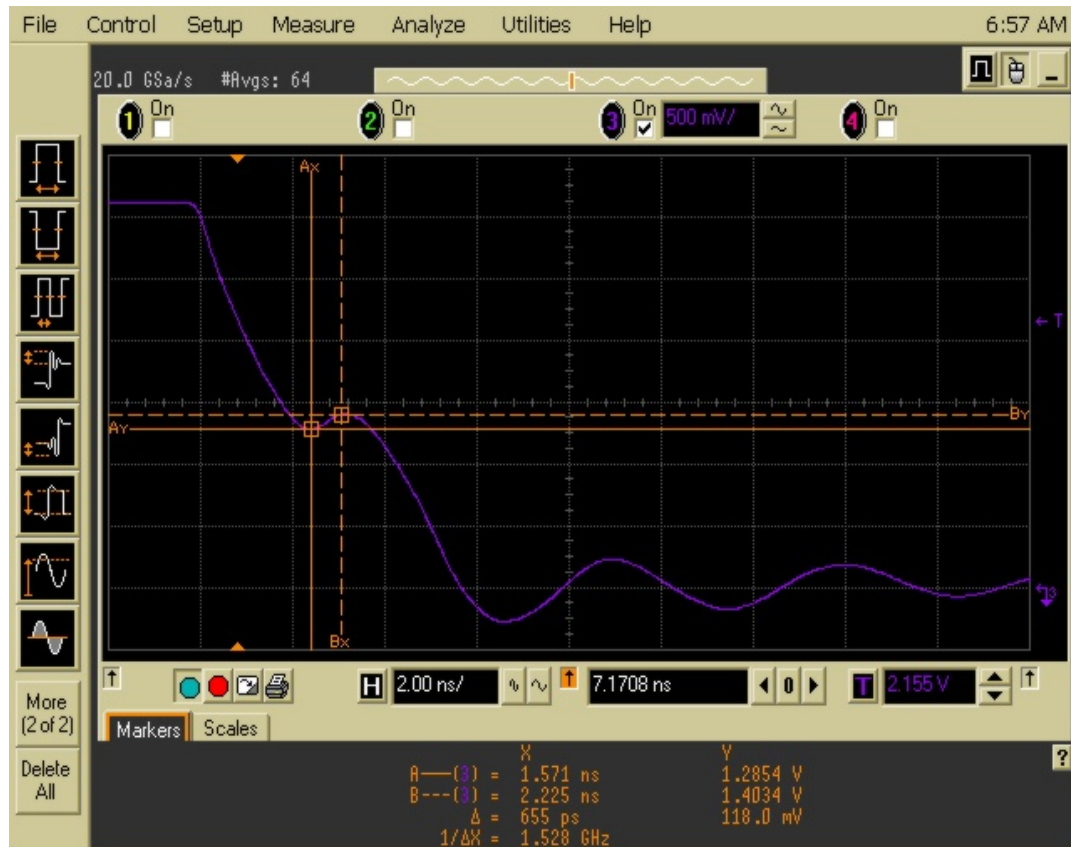 File Control Setup Measure Analyze Utilities Help 6:57 AM
20.0 GSa/s #Avgs: 64
1 On 2 On 3 On 500 mV/ 4 On
Ax
T
Ay By
3
Bx
H 2.00 ns/ 7.1708 ns 0 T 2.155 V
More
(2 of 2)
Markers Scales
Delete
All
?
X Y
A——(3) = 1.571 ns 1.2854 V
B---(3) = 2.225 ns 1.4034 V
Δ = 655 ps 118.0 mV
1/ΔX = 1.528 GHz